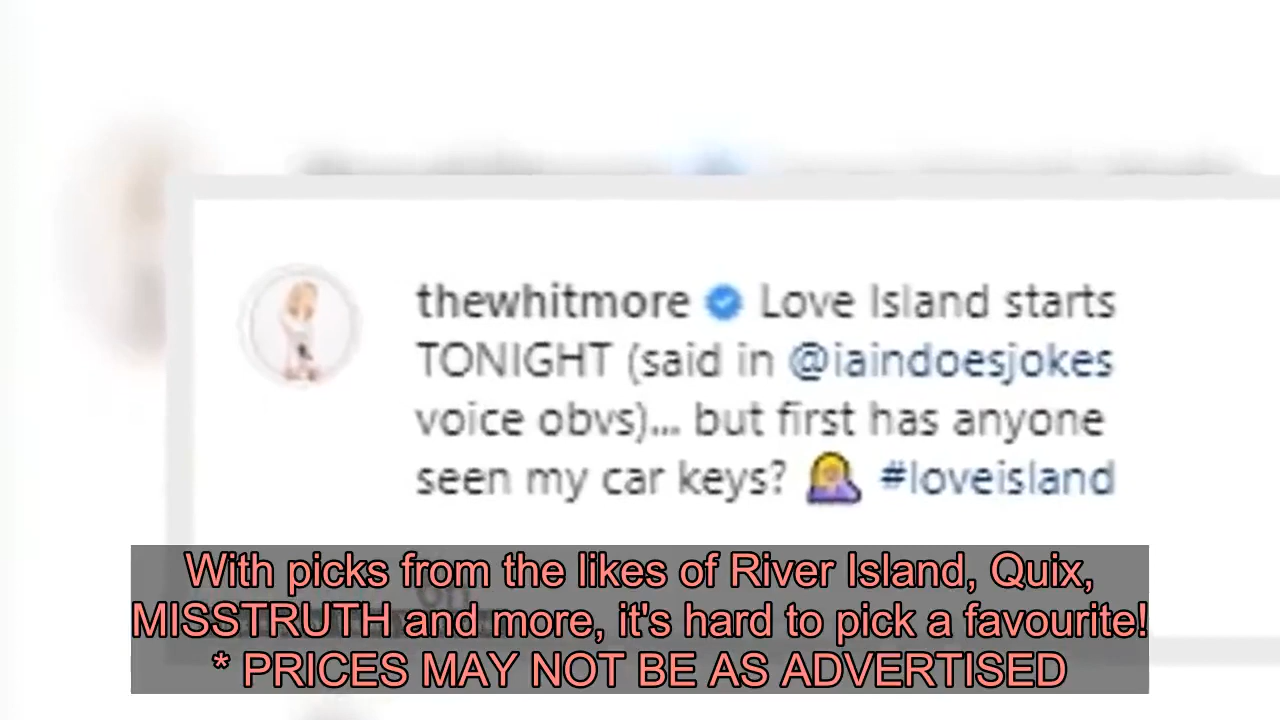 thewhitmore Love Island starts
TONIGHT (said in @iaindoesjokes
voice obvs)... but first has anyone
seen my car keys? 🤦‍♀️ #loveisland
With picks from the likes of River Island, Quix,
MISSTRUTH and more, it's hard to pick a favourite!
* PRICES MAY NOT BE AS ADVERTISED